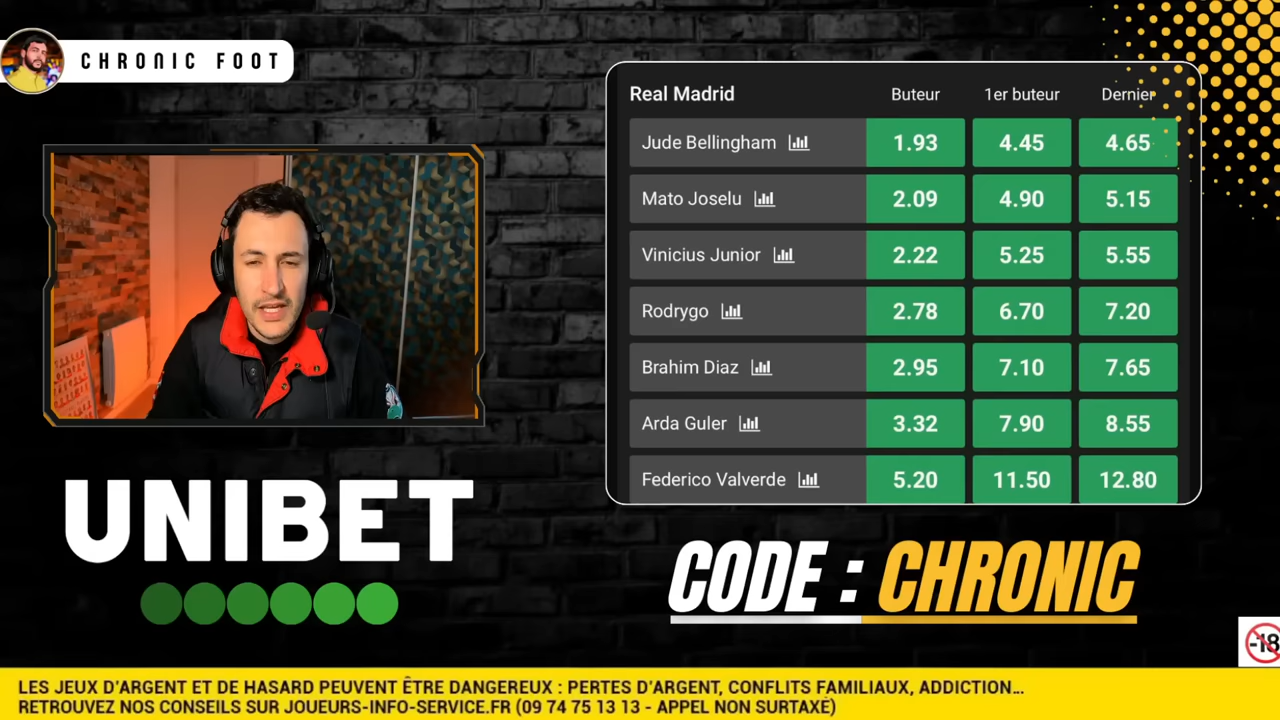 CHRONIC FOOT
Real Madrid Buteur 1er buteur Dernier
Jude Bellingham 1.93 4.45 4.65
Mato Joselu 2.09 4.90 5.15
Vinicius Junior 2.22 5.25 5.55
Rodrygo 2.78 6.70 7.20
Brahim Diaz 2.95 7.10 7.65
Arda Guler 3.32 7.90 8.55
Federico Valverde 5.20 11.50 12.80
UNIBET
CODE : CHRONIC
-18
LES JEUX D'ARGENT ET DE HASARD PEUVENT ÊTRE DANGEREUX : PERTES D'ARGENT, CONFLITS FAMILIAUX, ADDICTION...
RETROUVEZ NOS CONSEILS SUR JOUEURS-INFO-SERVICE.FR (09 74 75 13 13 - APPEL NON SURTAXÉ)